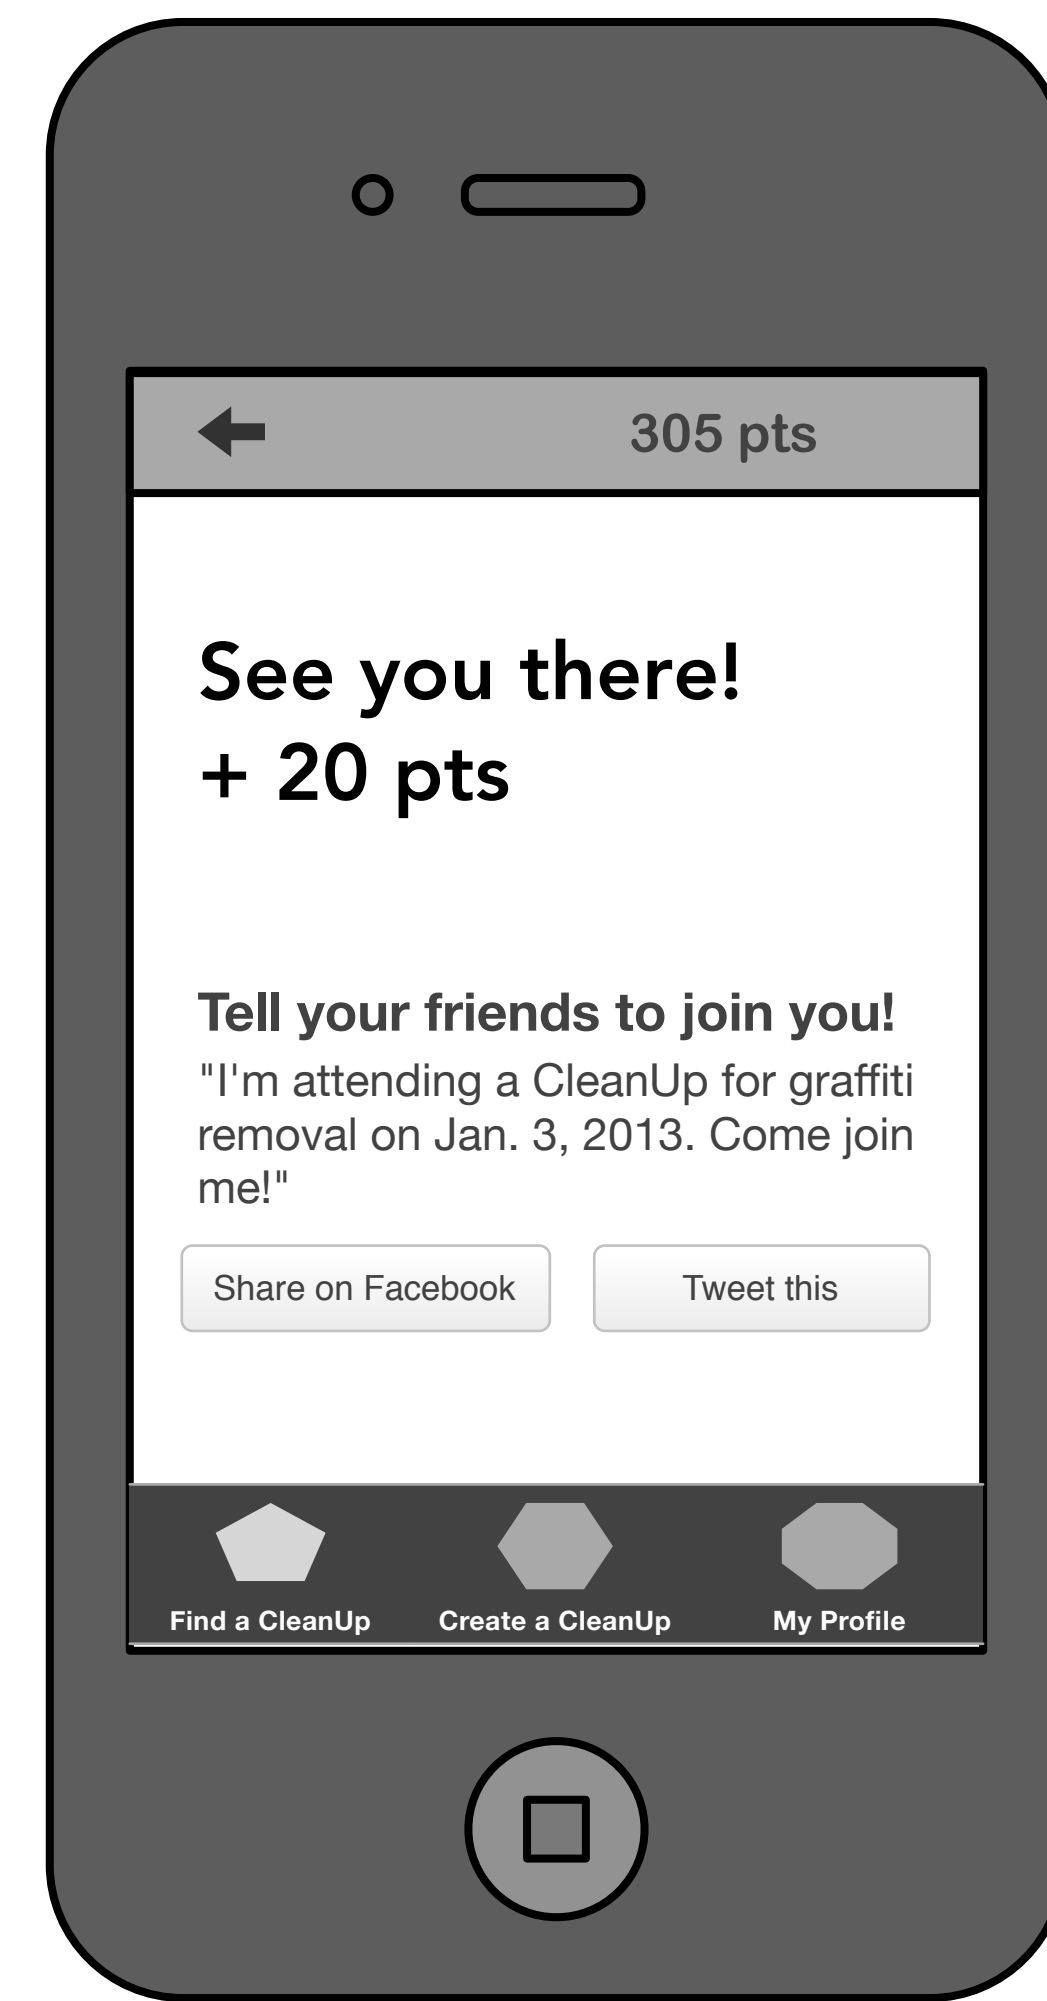 305 pts
See you there!
+ 20 pts
Tell your friends to join you!
"I'm attending a CleanUp for graffiti
removal on Jan. 3, 2013. Come join
me!"
Share on Facebook
Tweet this
Find a CleanUp
Create a CleanUp
My Profile